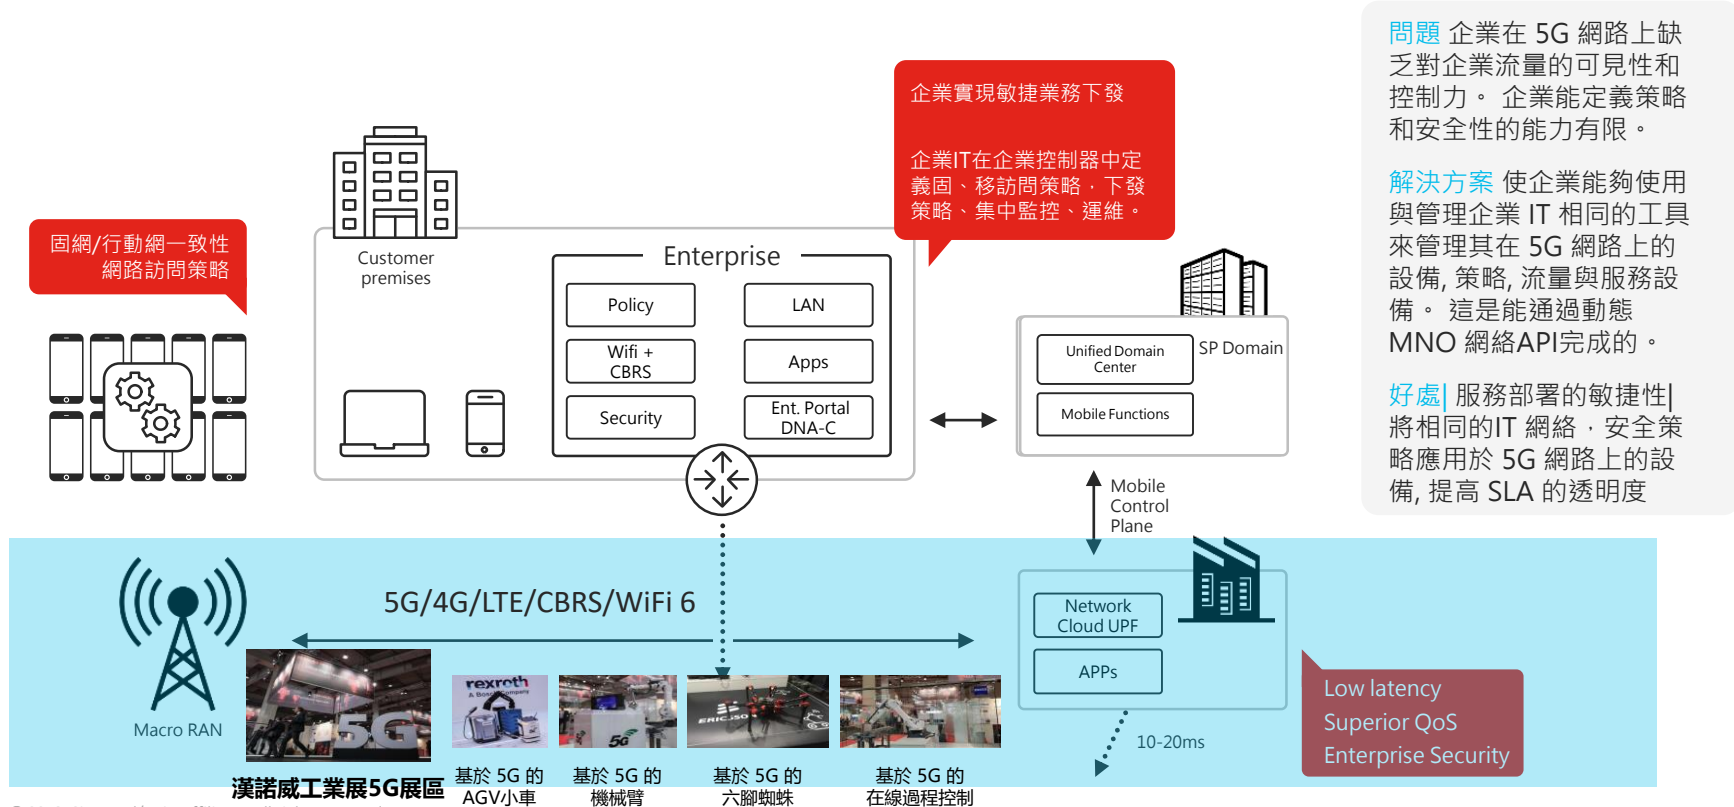 問題 企業在 5G 網路上缺
乏對企業流量的可見性和
控制力。 企業能定義策略
和安全性的能力有限。
解決方案 使企業能夠使用
與管理企業 IT 相同的工具
來管理其在 5G 網路上的
設備, 策略, 流量與服務設
備。 這是能通過動態
MNO 網絡API完成的。
好處| 服務部署的敏捷性|
將相同的IT 網絡，安全策
略應用於 5G 網路上的設
備, 提高 SLA 的透明度
企業實現敏捷業務下發
企業IT在企業控制器中定
義固、移訪問策略，下發
策略、集中監控、運維。
固網/行動網一致性
網路訪問策略
Customer
premises
Enterprise
Policy
LAN
Wifi +
CBRS
Apps
Security
Ent. Portal
DNA-C
Unified Domain
Center
SP Domain
Mobile Functions
Mobile
Control
Plane
5G/4G/LTE/CBRS/WiFi 6
Network
Cloud UPF
APPs
Macro RAN
5G
rexroth
A Bosch Company
5G
ERICSSON
10-20ms
Low latency
Superior QoS
Enterprise Security
漢諾威工業展5G展區
基於 5G 的
AGV小車
基於 5G 的
機械臂
基於 5G 的
六腳蜘蛛
基於 5G 的
在線過程控制